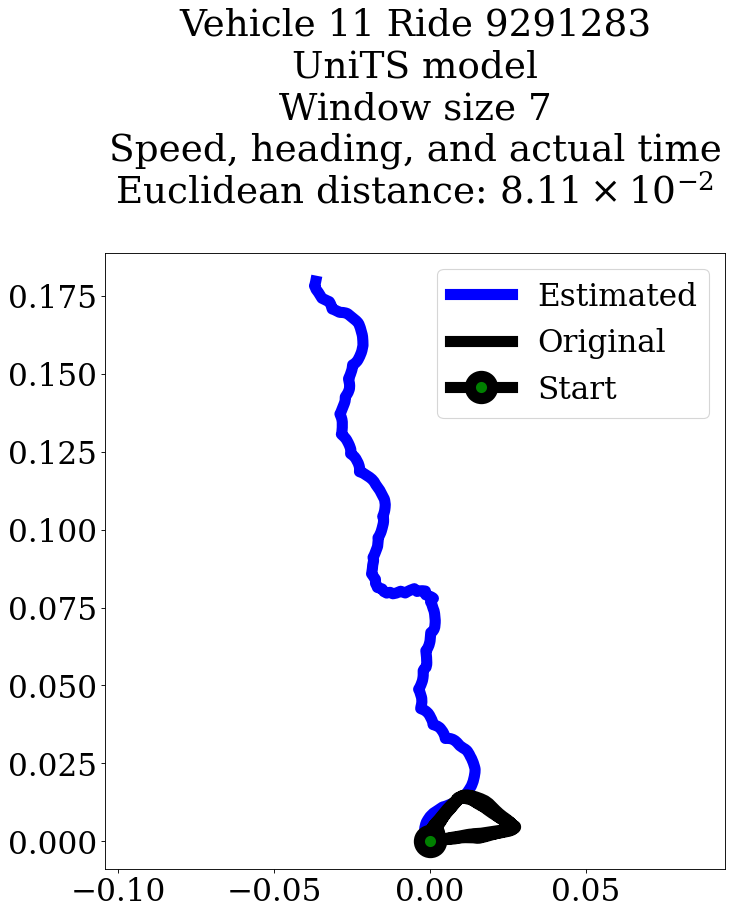 Vehicle 11 Ride 9291283
UniTS model
Window size 7
Speed, heading, and actual time
Euclidean distance: 8.11 × 10⁻²
Estimated
Original
Start
0.175
0.150
0.125
0.100
0.075
0.050
0.025
0.000
−0.10 −0.05 0.00 0.05